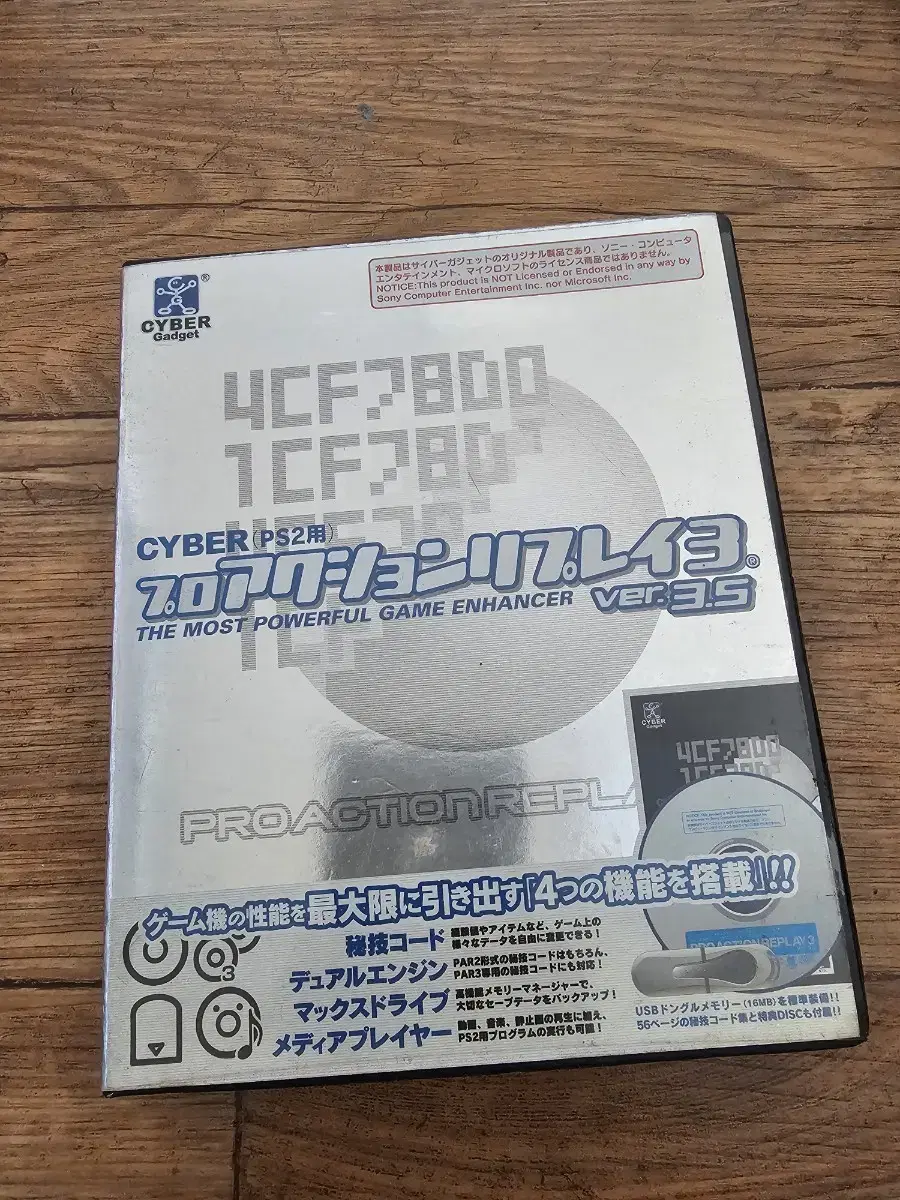 本製品はサイバーガジェットのオリジナル製品であり、ソニー・コンピュータ
エンタテインメント、マイクロソフトのライセンス商品ではありません。
NOTICE:This product is NOT Licensed or Endorsed in any way by
Sony Computer Entertainment Inc. nor Microsoft Inc.
CYBER
Gadget
4CF7800
1CF780
CYBER(PS2用)
プロアクションリプレイ3®
ver.3.5
THE MOST POWERFUL GAME ENHANCER
PRO ACTION REPLA
CYBER
Gadget
4CF7800
PRO ACTION REPLAY 3
ゲーム機の性能を最大限に引き出す「4つの機能を搭載」!!
秘技コード
経験値やアイテムなど、ゲーム上の
様々なデータを自由に変更できる!
デュアルエンジン
PAR2形式の秘技コードはもちろん、
PAR3専用の秘技コードにも対応!
マックスドライブ
高機能メモリーマネージャーで、
大切なセーブデータをバックアップ!
メディアプレイヤー
動画、音楽、静止画の再生に加え、
PS2用プログラムの実行も可能!
USBドングルメモリー(16MB)を標準装備!!
56ページの秘技コード集と特典DISCも付属!!